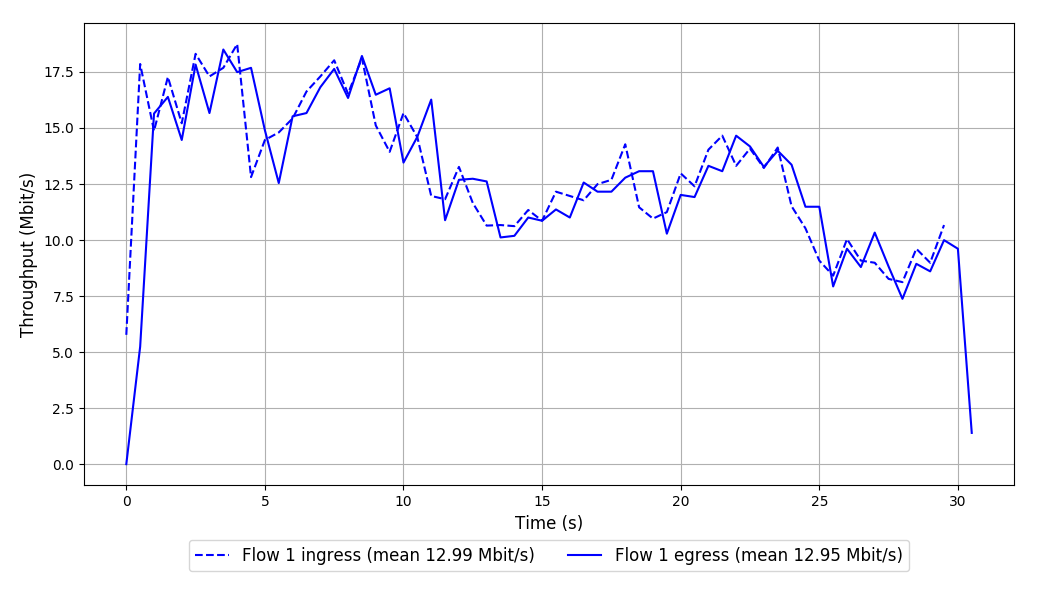 Throughput (Mbit/s)
17.5
15.0
12.5
10.0
7.5
5.0
2.5
0.0
0 5 10 15 20 25 30
Time (s)
Flow 1 ingress (mean 12.99 Mbit/s) Flow 1 egress (mean 12.95 Mbit/s)